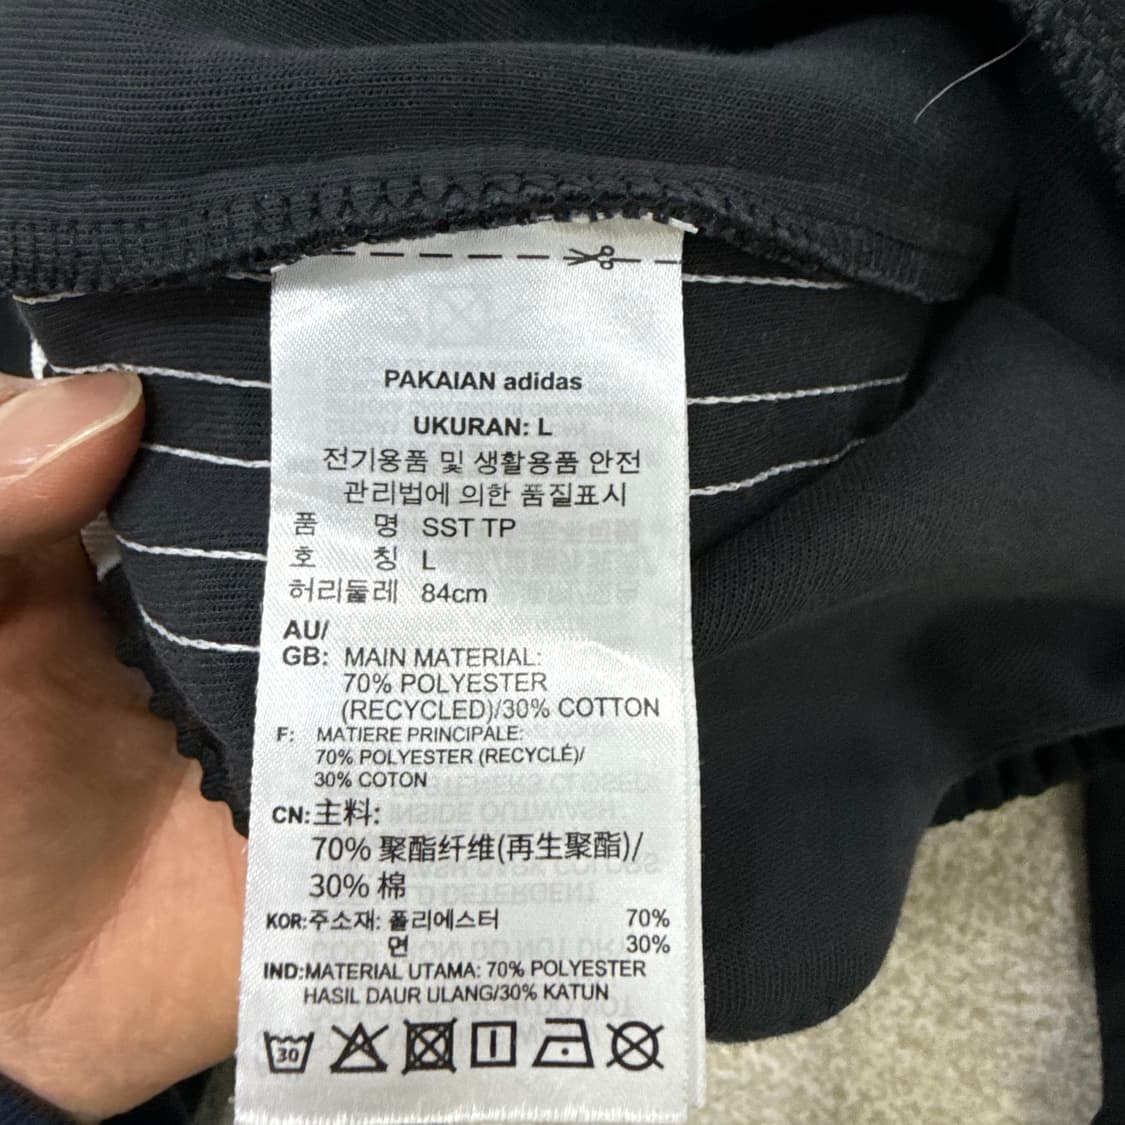 PAKAIAN adidas
UKURAN: L
전기용품 및 생활용품 안전
관리법에 의한 품질표시
품 명 SST TP
호 칭 L
허리둘레 84cm
AU/
GB: MAIN MATERIAL:
70% POLYESTER
(RECYCLED)/30% COTTON
F: MATIERE PRINCIPALE:
70% POLYESTER (RECYCLÉ)/
30% COTON
CN:主料:
70% 聚酯纤维(再生聚酯)/
30% 棉
KOR:주소재: 폴리에스터 70%
면 30%
IND:MATERIAL UTAMA: 70% POLYESTER
HASIL DAUR ULANG/30% KATUN
30